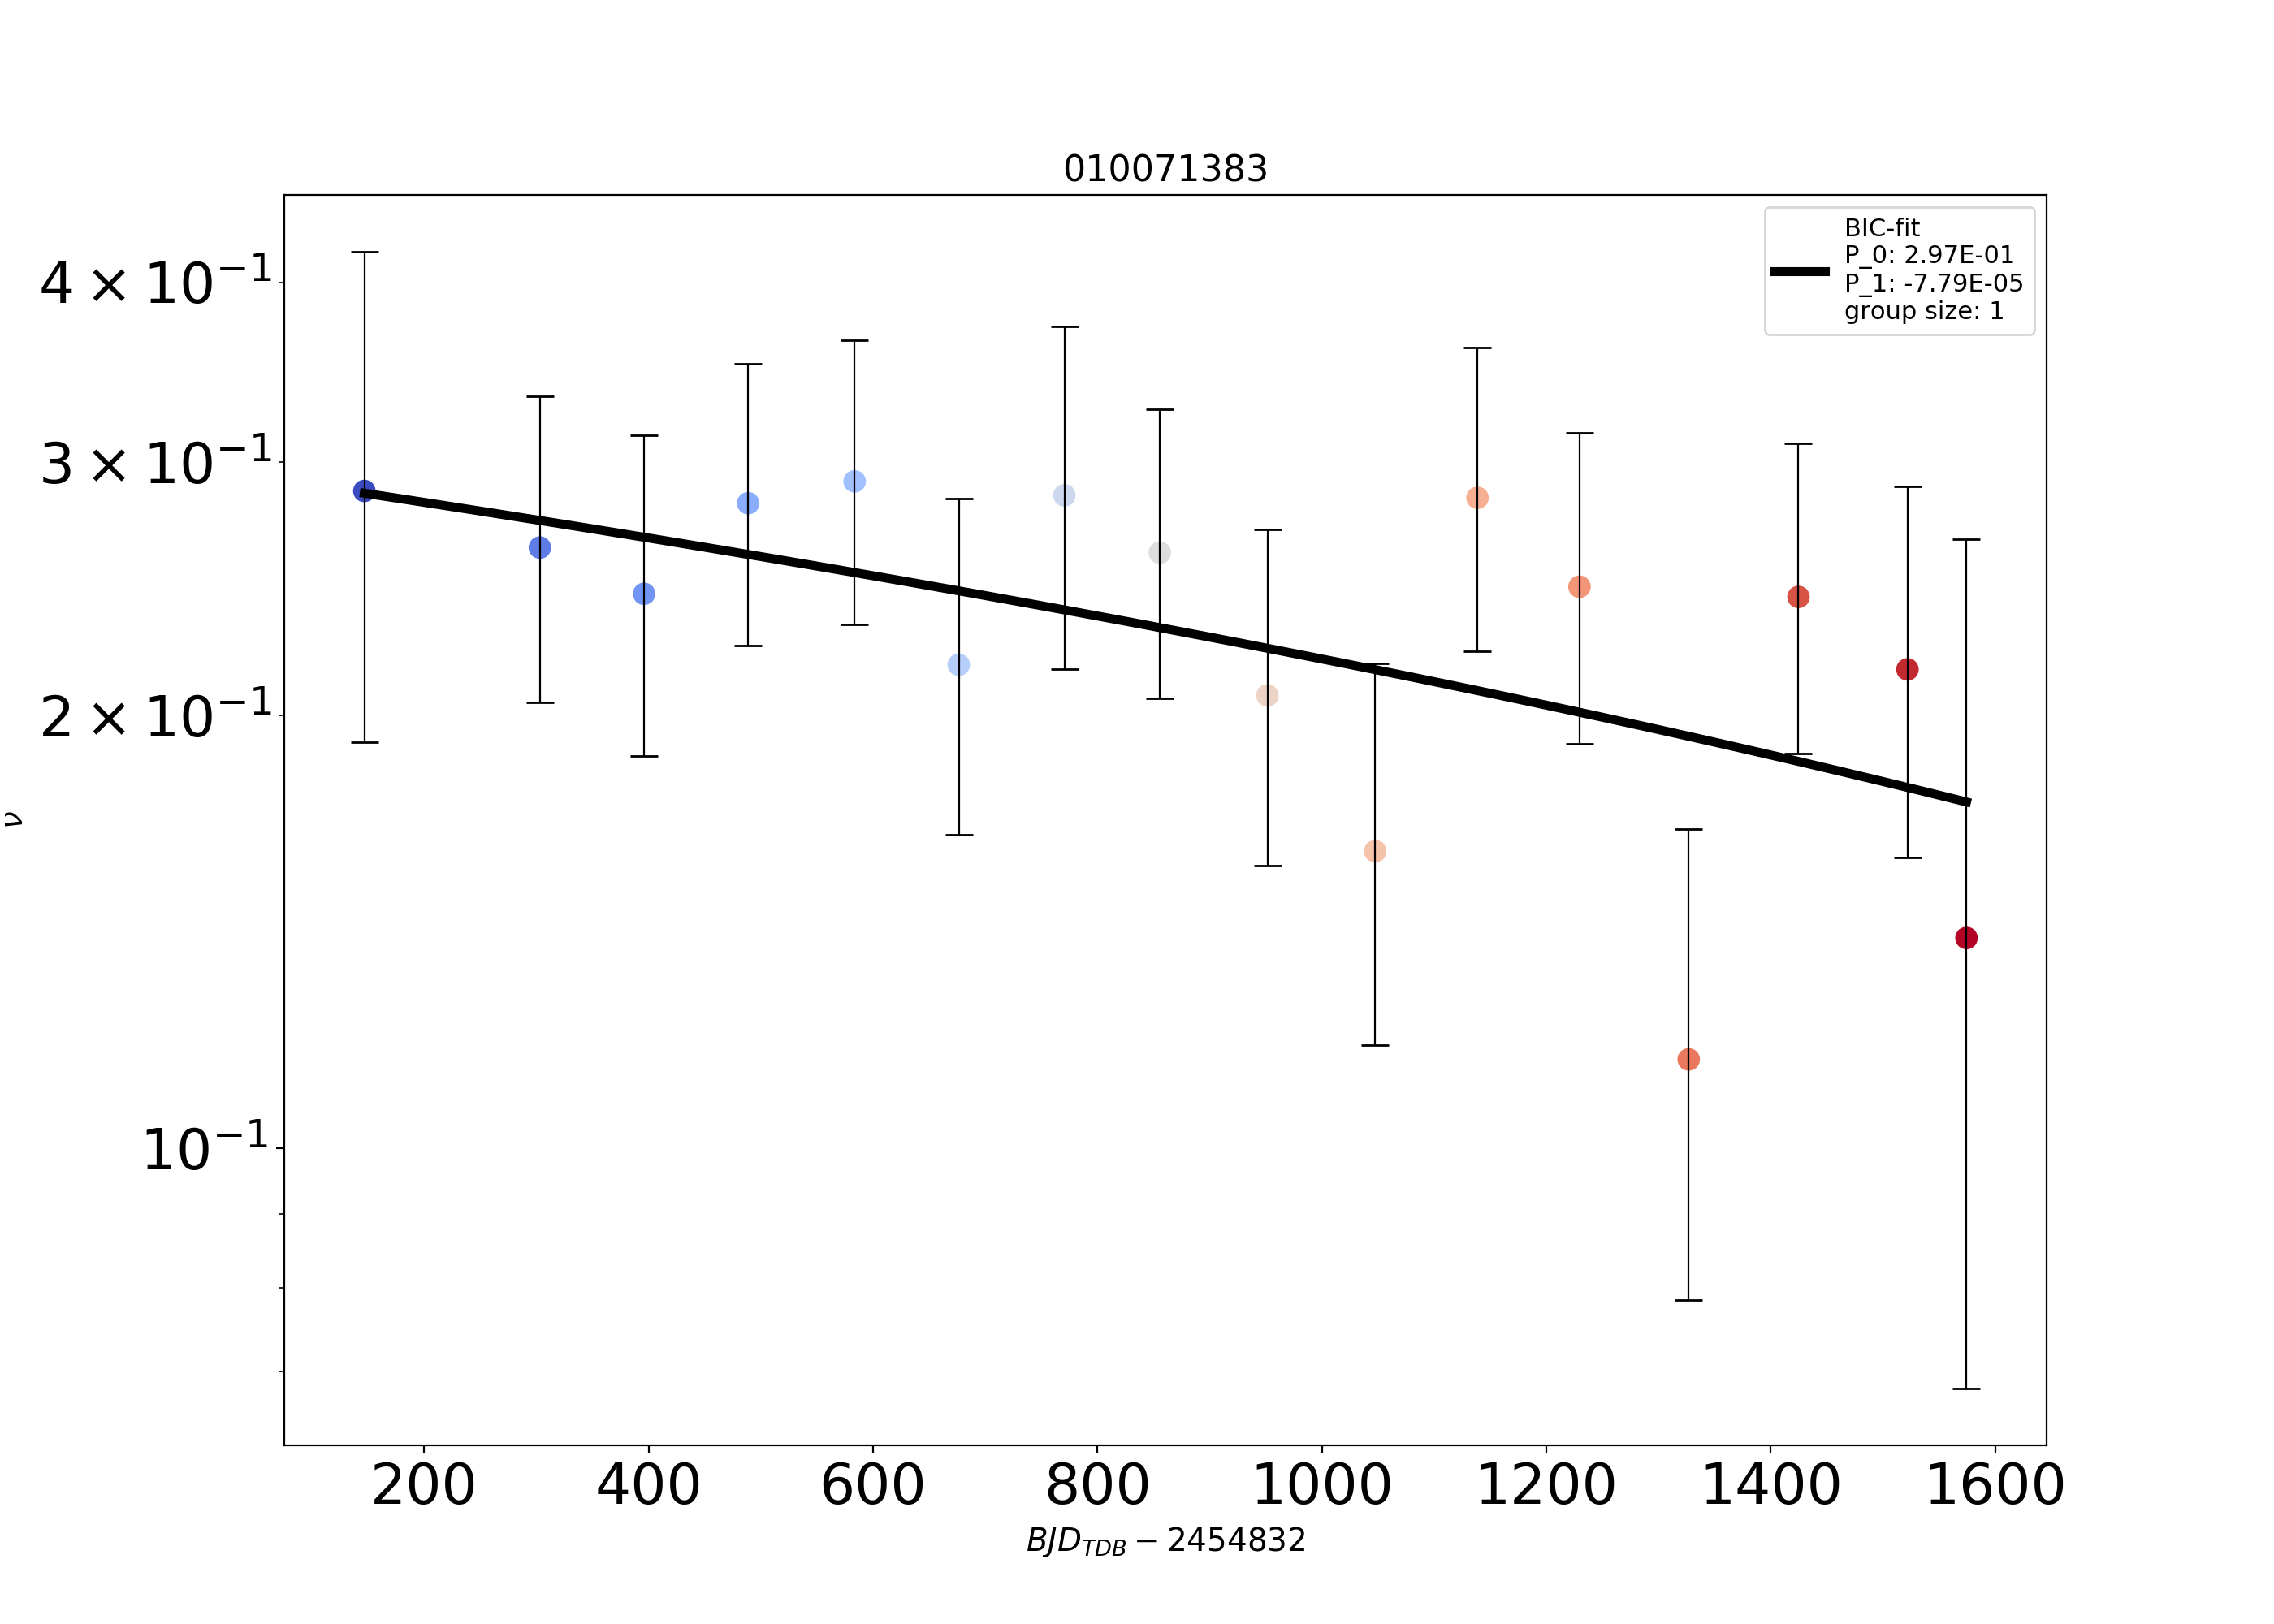 010071383
BIC-fit
P_0: 2.97E-01
P_1: -7.79E-05
group size: 1
4 × 10⁻¹
3 × 10⁻¹
2 × 10⁻¹
10⁻¹
ν
200 400 600 800 1000 1200 1400 1600
BJD_TDB − 2454832